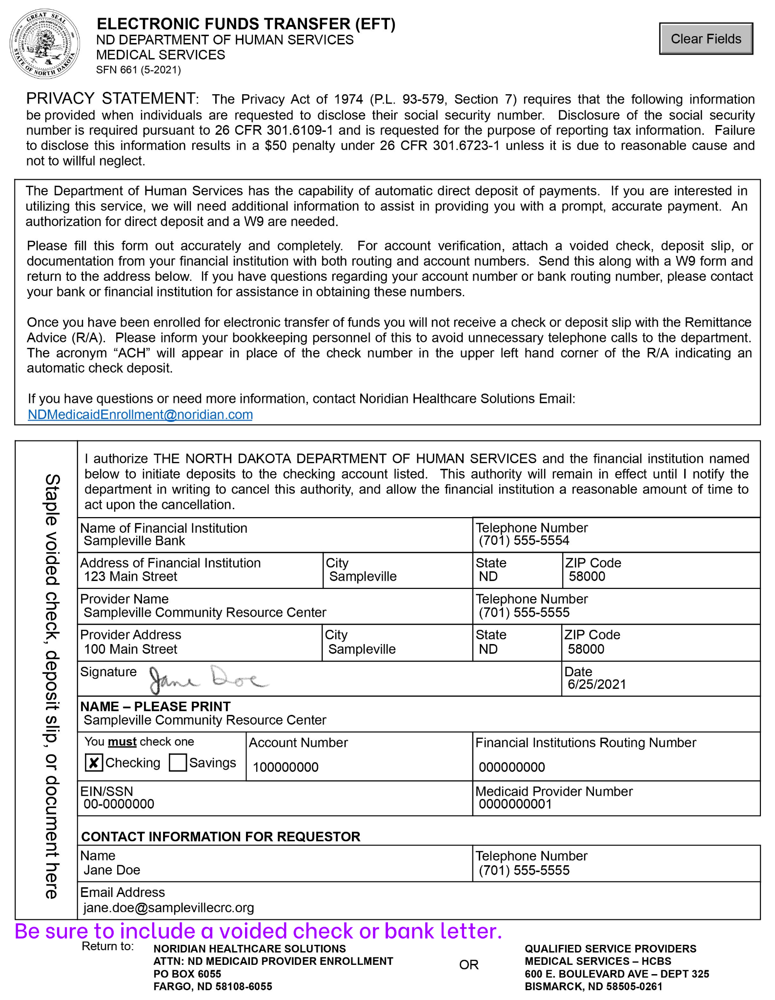 GREAT SEAL
STATE OF NORTH DAKOTA
ELECTRONIC FUNDS TRANSFER (EFT)
ND DEPARTMENT OF HUMAN SERVICES
MEDICAL SERVICES
SFN 661 (5-2021)
Clear Fields
PRIVACY STATEMENT: The Privacy Act of 1974 (P.L. 93-579, Section 7) requires that the following information
be provided when individuals are requested to disclose their social security number. Disclosure of the social security
number is required pursuant to 26 CFR 301.6109-1 and is requested for the purpose of reporting tax information. Failure
to disclose this information results in a $50 penalty under 26 CFR 301.6723-1 unless it is due to reasonable cause and
not to willful neglect.
The Department of Human Services has the capability of automatic direct deposit of payments. If you are interested in
utilizing this service, we will need additional information to assist in providing you with a prompt, accurate payment. An
authorization for direct deposit and a W9 are needed.
Please fill this form out accurately and completely. For account verification, attach a voided check, deposit slip, or
documentation from your financial institution with both routing and account numbers. Send this along with a W9 form and
return to the address below. If you have questions regarding your account number or bank routing number, please contact
your bank or financial institution for assistance in obtaining these numbers.
Once you have been enrolled for electronic transfer of funds you will not receive a check or deposit slip with the Remittance
Advice (R/A). Please inform your bookkeeping personnel of this to avoid unnecessary telephone calls to the department.
The acronym “ACH” will appear in place of the check number in the upper left hand corner of the R/A indicating an
automatic check deposit.
If you have questions or need more information, contact Noridian Healthcare Solutions Email:
NDMedicaidEnrollment@noridian.com
Staple voided check, deposit slip, or document here
I authorize THE NORTH DAKOTA DEPARTMENT OF HUMAN SERVICES and the financial institution named
below to initiate deposits to the checking account listed. This authority will remain in effect until I notify the
department in writing to cancel this authority, and allow the financial institution a reasonable amount of time to
act upon the cancellation.
Name of Financial Institution
Sampleville Bank
Telephone Number
(701) 555-5554
Address of Financial Institution
123 Main Street
City
Sampleville
State
ND
ZIP Code
58000
Provider Name
Sampleville Community Resource Center
Telephone Number
(701) 555-5555
Provider Address
100 Main Street
City
Sampleville
State
ND
ZIP Code
58000
Signature Jane Doe
Date
6/25/2021
NAME – PLEASE PRINT
Sampleville Community Resource Center
You must check one
✘ Checking Savings
Account Number
100000000
Financial Institutions Routing Number
000000000
EIN/SSN
00-0000000
Medicaid Provider Number
0000000001
CONTACT INFORMATION FOR REQUESTOR
Name
Jane Doe
Telephone Number
(701) 555-5555
Email Address
jane.doe@samplevillecrc.org
Be sure to include a voided check or bank letter.
Return to:
NORIDIAN HEALTHCARE SOLUTIONS
ATTN: ND MEDICAID PROVIDER ENROLLMENT
PO BOX 6055
FARGO, ND 58108-6055
OR
QUALIFIED SERVICE PROVIDERS
MEDICAL SERVICES – HCBS
600 E. BOULEVARD AVE – DEPT 325
BISMARCK, ND 58505-0261